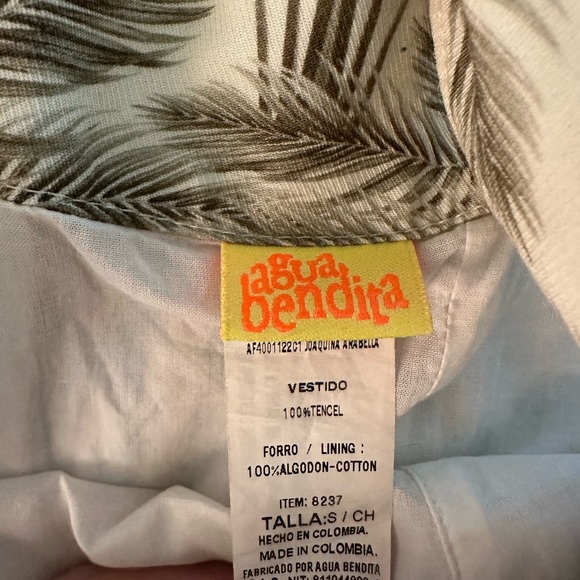 agua
bendita
AF400112201 JOAQUINA ARABELLA
VESTIDO
100%TENCEL
FORRO / LINING :
100%ALGODON-COTTON
ITEM: 8237
TALLA:S / CH
HECHO EN COLOMBIA.
MADE IN COLOMBIA.
FABRICADO POR AGUA BENDITA